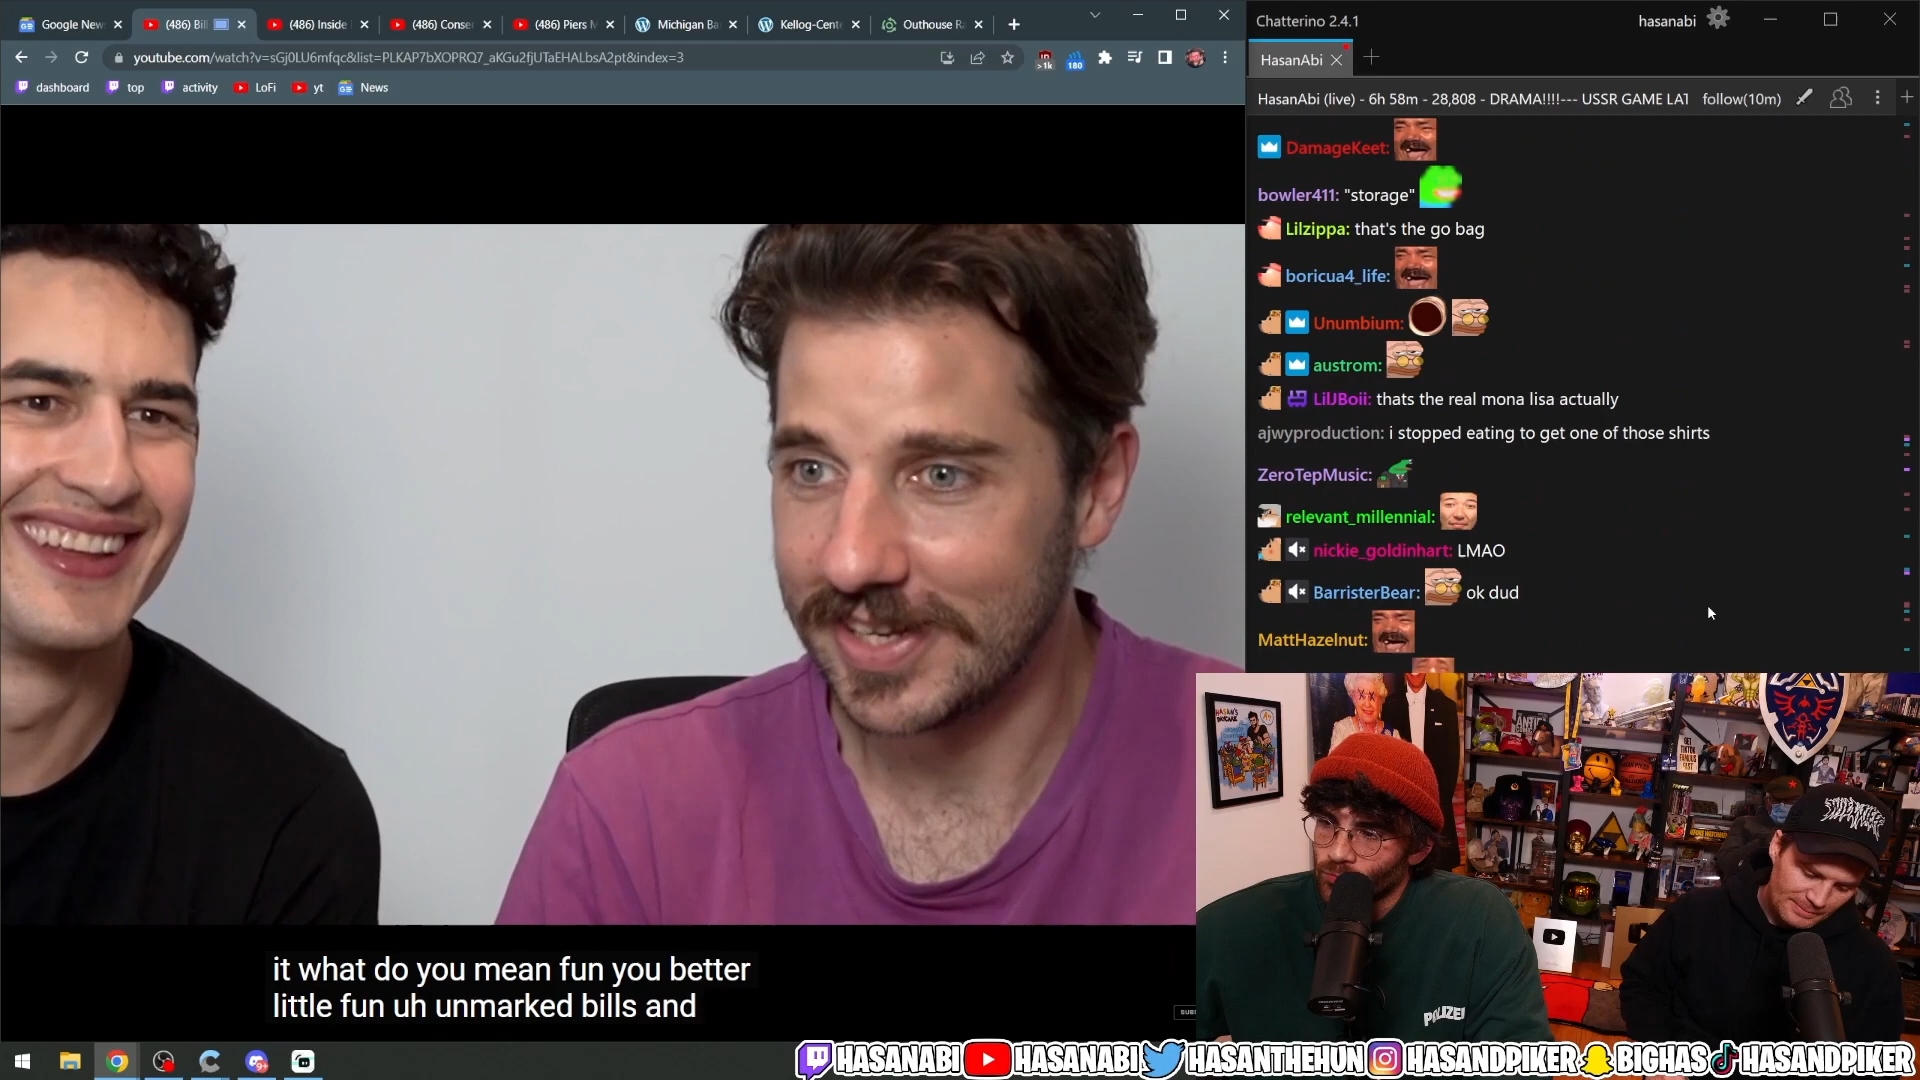 Google New
(486) Bil
(486) Inside
(486) Conse
(486) Piers M
Michigan Ba
Kellog-Cent
Outhouse R
youtube.com/watch?v=sGj0LU6mfqc&list=PLKAP7bXOPRQ7_aKGu2fjUTaEHALbsA2pt&index=3
>1k
180
dashboard
top
activity
LoFi
yt
News
Chatterino 2.4.1
hasanabi
HasanAbi
HasanAbi (live) - 6h 58m - 28,808 - DRAMA!!!!--- USSR GAME LAT
follow(10m)
DamageKeet:
bowler411: "storage"
Lilzippa: that's the go bag
boricua4_life:
Unumbium:
austrom:
LilJBoii: thats the real mona lisa actually
ajwyproduction: i stopped eating to get one of those shirts
ZeroTepMusic:
relevant_millennial:
nickie_goldinhart: LMAO
BarristerBear: ok dud
MattHazelnut:
it what do you mean fun you better
little fun uh unmarked bills and
SUB
POLIZEI
HASANABI HASANABI HASANTHEHUN HASANDPIKER BIGHAS HASANDPIKER